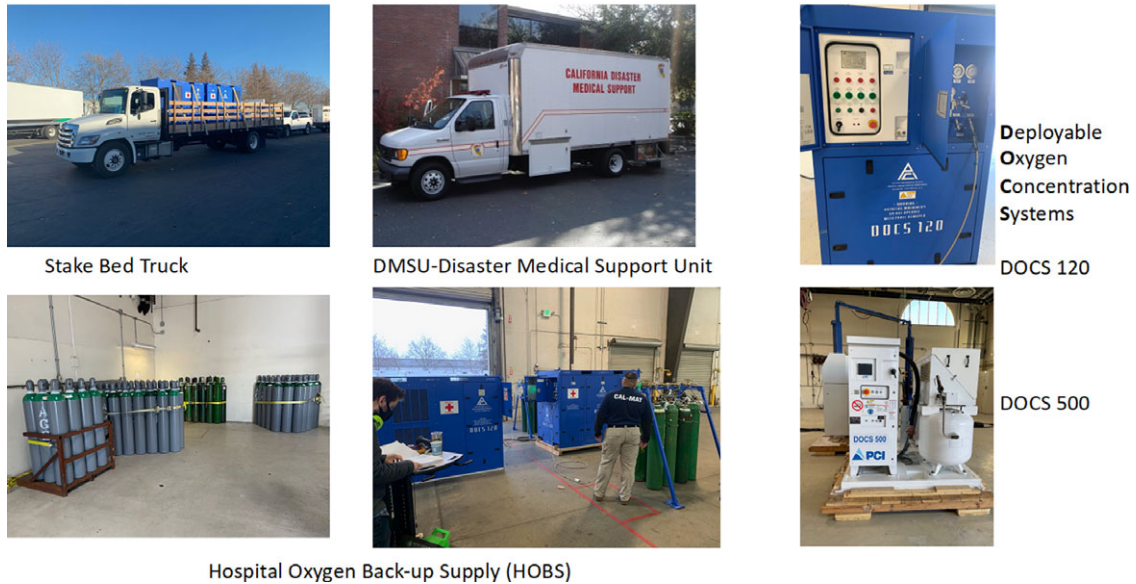 CALIFORNIA DISASTER
MEDICAL SUPPORT
DOCS 120
Deployable
Oxygen
Concentration
Systems
Stake Bed Truck
DMSU-Disaster Medical Support Unit
DOCS 120
CAL-MAT
DOCS 120
DOCS 500
PCI
DOCS 500
Hospital Oxygen Back-up Supply (HOBS)